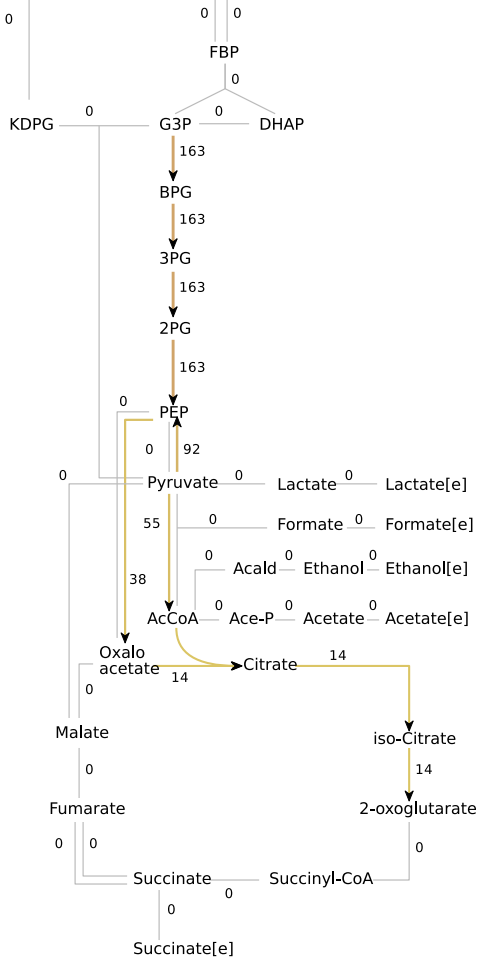 0
0 0
FBP
0
KDPG 0 G3P 0 DHAP
163
BPG
163
3PG
163
2PG
163
0
PEP
0 92
0 Pyruvate 0 Lactate 0 Lactate[e]
55 0 Formate 0 Formate[e]
0 0 0
Acald Ethanol Ethanol[e]
38
0 0 0
AcCoA Ace-P Acetate Acetate[e]
Oxalo
acetate
Citrate 14
14
0
Malate iso-Citrate
0 14
Fumarate 2-oxoglutarate
0 0 0
Succinate Succinyl-CoA
0
0
Succinate[e]